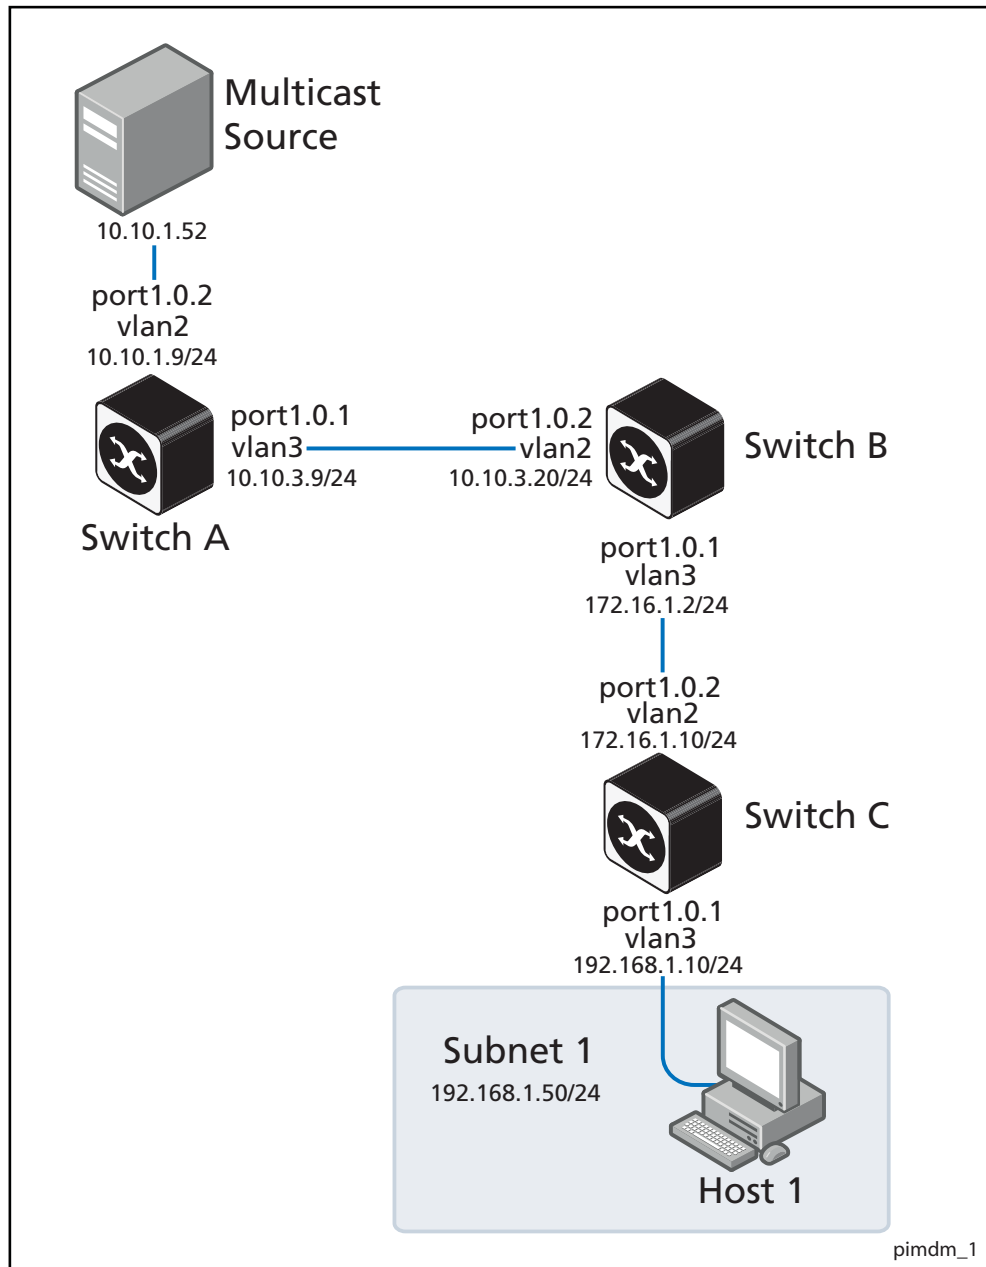 Multicast
Source
10.10.1.52
port1.0.2
vlan2
10.10.1.9/24
port1.0.1
vlan3
10.10.3.9/24
Switch A
port1.0.2
vlan2
10.10.3.20/24
Switch B
port1.0.1
vlan3
172.16.1.2/24
port1.0.2
vlan2
172.16.1.10/24
Switch C
port1.0.1
vlan3
192.168.1.10/24
Subnet 1
192.168.1.50/24
Host 1
pimdm_1